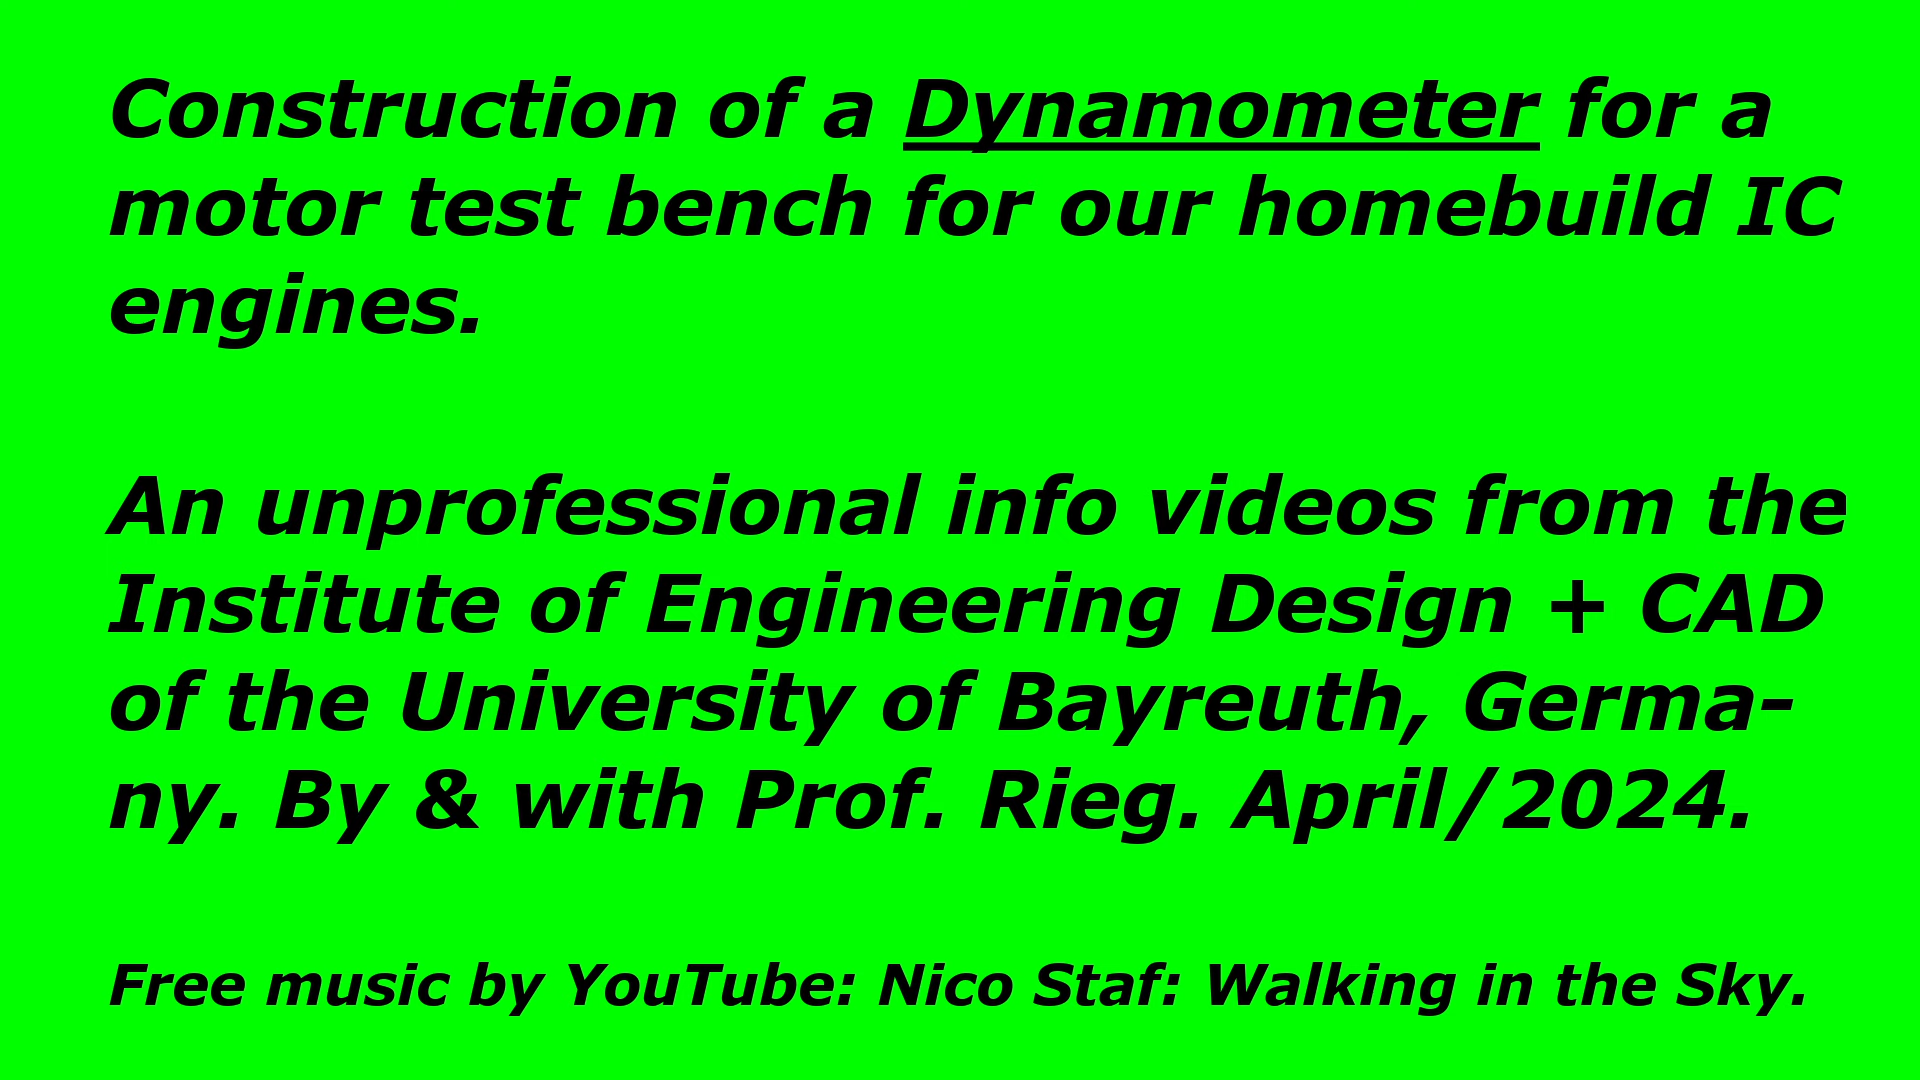 Construction of a Dynamometer for a
motor test bench for our homebuild IC
engines.
An unprofessional info videos from the
Institute of Engineering Design + CAD
of the University of Bayreuth, Germa-
ny. By & with Prof. Rieg. April/2024.
Free music by YouTube: Nico Staf: Walking in the Sky.